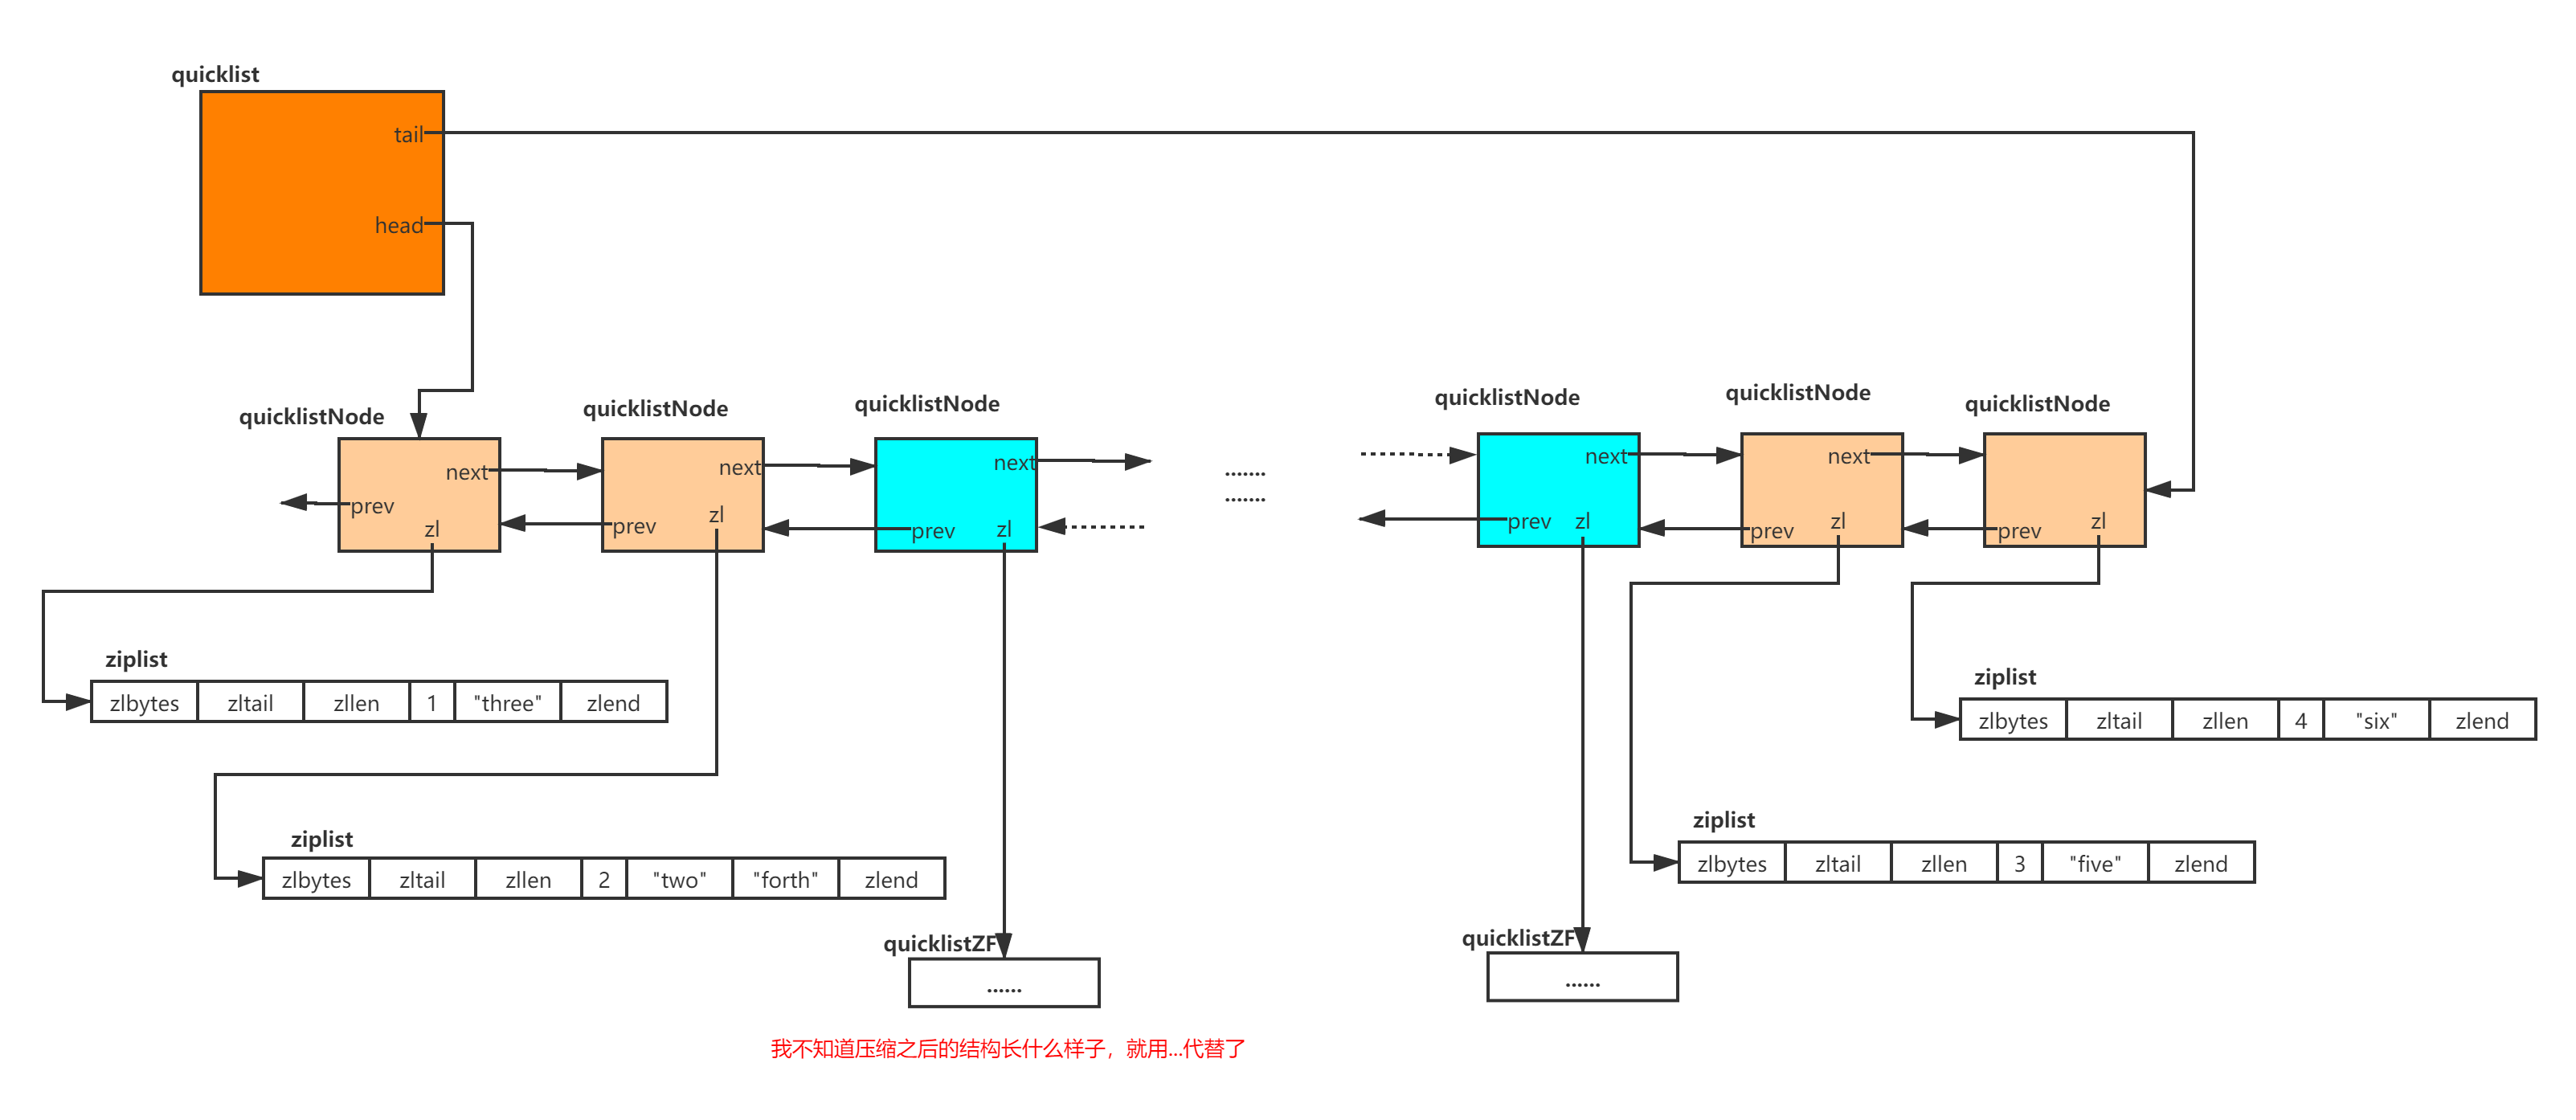 quicklist
tail
head
quicklistNode
quicklistNode
quicklistNode
quicklistNode
quicklistNode
quicklistNode
next
prev
zl
next
prev
zl
next
prev
zl
.......
.......
next
prev
zl
next
prev
zl
prev
zl
ziplist
zlbytes zltail zllen 1 "three" zlend
ziplist
zlbytes zltail zllen 4 "six" zlend
ziplist
zlbytes zltail zllen 3 "five" zlend
ziplist
zlbytes zltail zllen 2 "two" "forth" zlend
quicklistZF
......
quicklistZF
......
我不知道压缩之后的结构长什么样子，就用...代替了